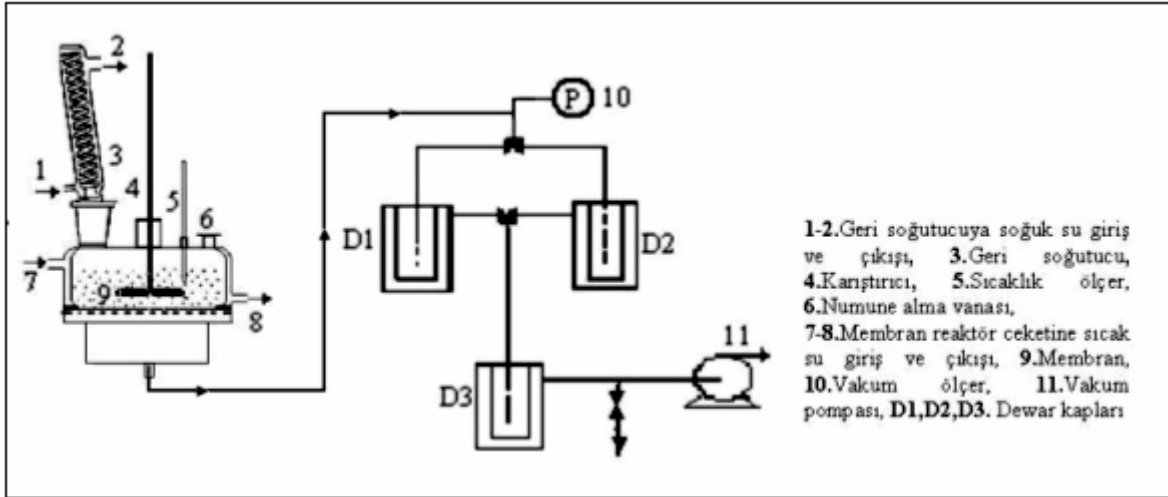 2
3
1
4
5
6
7
9
8
P
10
D1
D2
D3
11
1-2.Geri soğutucuya soğuk su giriş
ve çıkışı, 3.Geri soğutucu,
4.Karıştırıcı, 5.Sıcaklık ölçer,
6.Numune alma vanası,
7-8.Membran reaktör ceketine sıcak
su giriş ve çıkışı, 9.Membran,
10.Vakum ölçer, 11.Vakum
pompası, D1,D2,D3. Dewar kapları